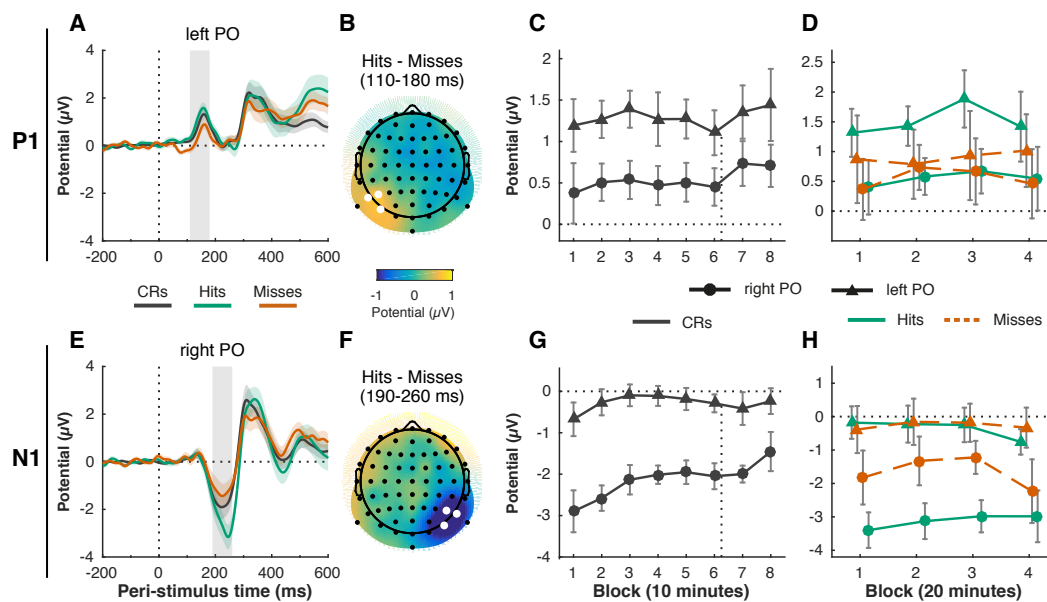 A
left PO
P1
Potential (µV)
4
2
0
-2
-4
-200
0
200
400
600
CRs
Hits
Misses
B
Hits - Misses
(110-180 ms)
-1
1
Potential (µV)
C
Potential (µV)
2
1.5
1
0.5
0
1 2 3 4 5 6 7 8
right PO
left PO
CRs
D
2.5
2
1.5
1
0.5
0
1 2 3 4
Hits
Misses
E
right PO
N1
Potential (µV)
4
2
0
-2
-4
-200
0
200
400
600
Peri-stimulus time (ms)
F
Hits - Misses
(190-260 ms)
G
Potential (µV)
0
-1
-2
-3
-4
1 2 3 4 5 6 7 8
Block (10 minutes)
H
1
0
-1
-2
-3
-4
1 2 3 4
Block (20 minutes)